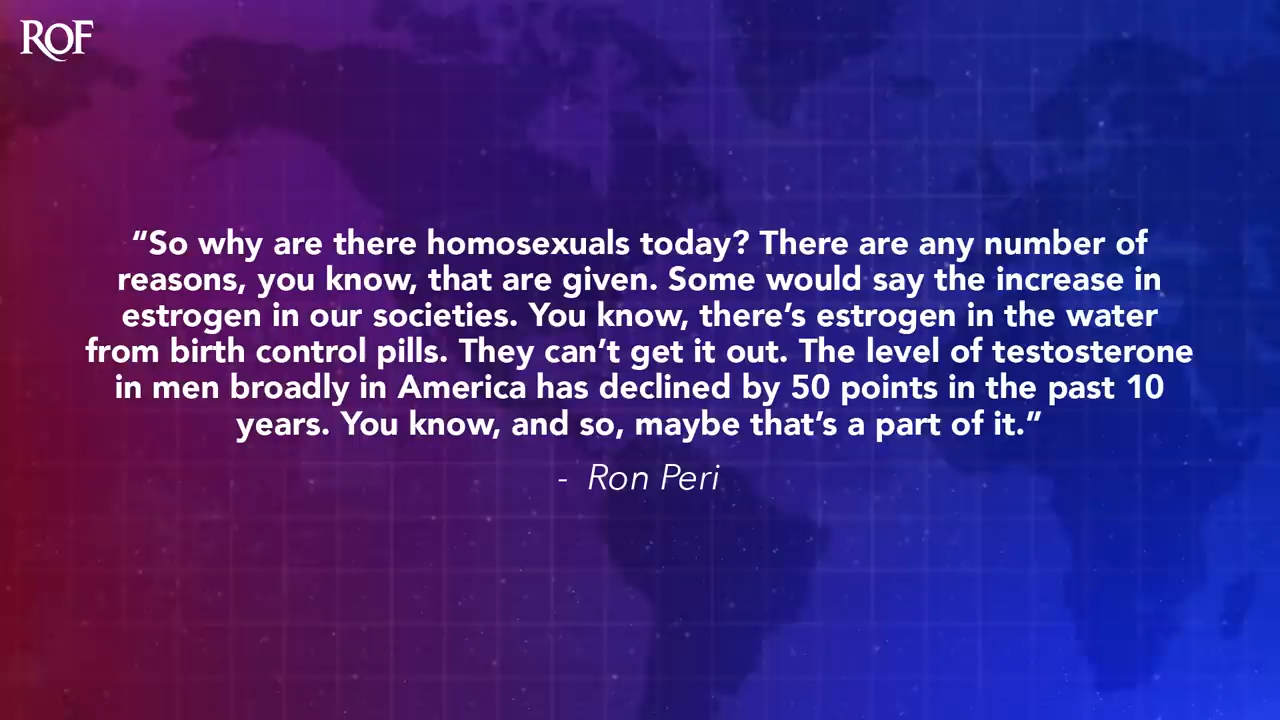 ROF
“So why are there homosexuals today? There are any number of
reasons, you know, that are given. Some would say the increase in
estrogen in our societies. You know, there’s estrogen in the water
from birth control pills. They can’t get it out. The level of testosterone
in men broadly in America has declined by 50 points in the past 10
years. You know, and so, maybe that’s a part of it.”
- Ron Peri